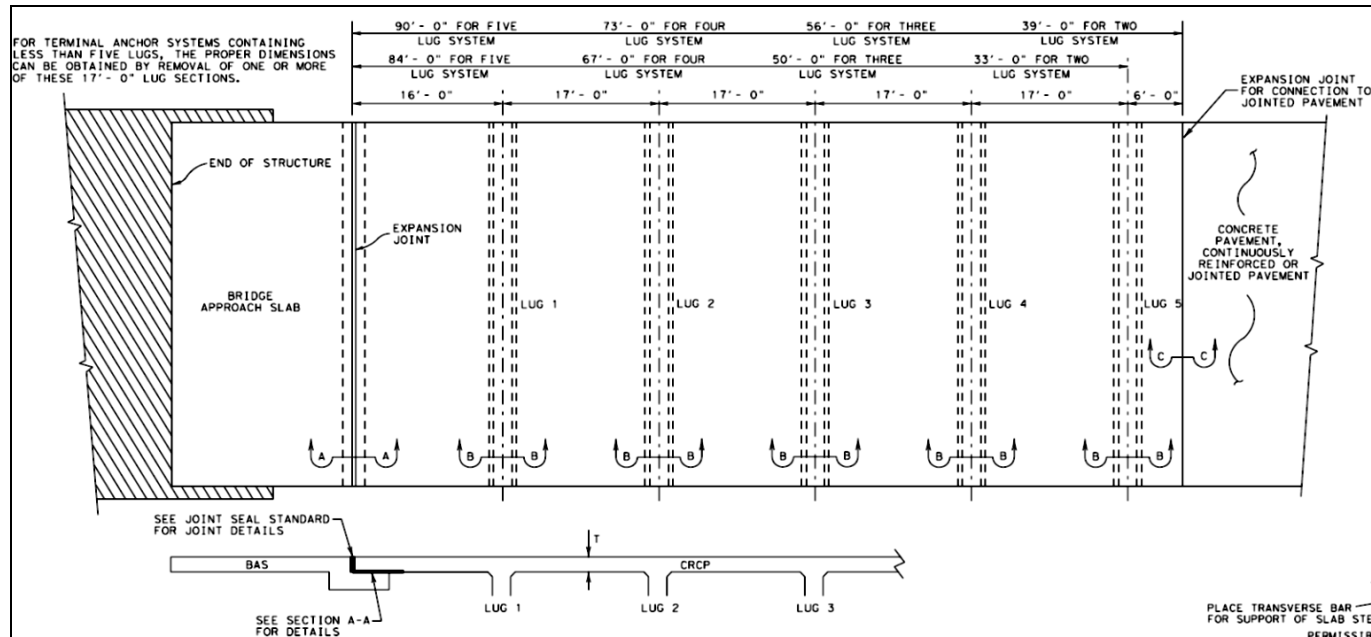 90'- 0" FOR FIVE 73'- 0" FOR FOUR 56'- 0" FOR THREE 39'- 0" FOR TWO
LUG SYSTEM LUG SYSTEM LUG SYSTEM LUG SYSTEM
84'- 0" FOR FIVE 67'- 0" FOR FOUR 50'- 0" FOR THREE 33'- 0" FOR TWO
LUG SYSTEM LUG SYSTEM LUG SYSTEM LUG SYSTEM
16'- 0" 17'- 0" 17'- 0" 17'- 0" 17'- 0" 6'- 0"
FOR TERMINAL ANCHOR SYSTEMS CONTAINING
LESS THAN FIVE LUGS, THE PROPER DIMENSIONS
CAN BE OBTAINED BY REMOVAL OF ONE OR MORE
OF THESE 17'- 0" LUG SECTIONS.
EXPANSION JOINT
FOR CONNECTION TO
JOINTED PAVEMENT
END OF STRUCTURE
EXPANSION
JOINT
BRIDGE
APPROACH SLAB
LUG 1 LUG 2 LUG 3 LUG 4 LUG 5
CONCRETE
PAVEMENT,
CONTINUOUSLY
REINFORCED OR
JOINTED PAVEMENT
C C
A A B B B B B B B B B B
SEE JOINT SEAL STANDARD
FOR JOINT DETAILS
T
BAS CRCP
LUG 1 LUG 2 LUG 3
SEE SECTION A-A
FOR DETAILS
PLACE TRANSVERSE BAR
FOR SUPPORT OF SLAB STE
PERMISSI